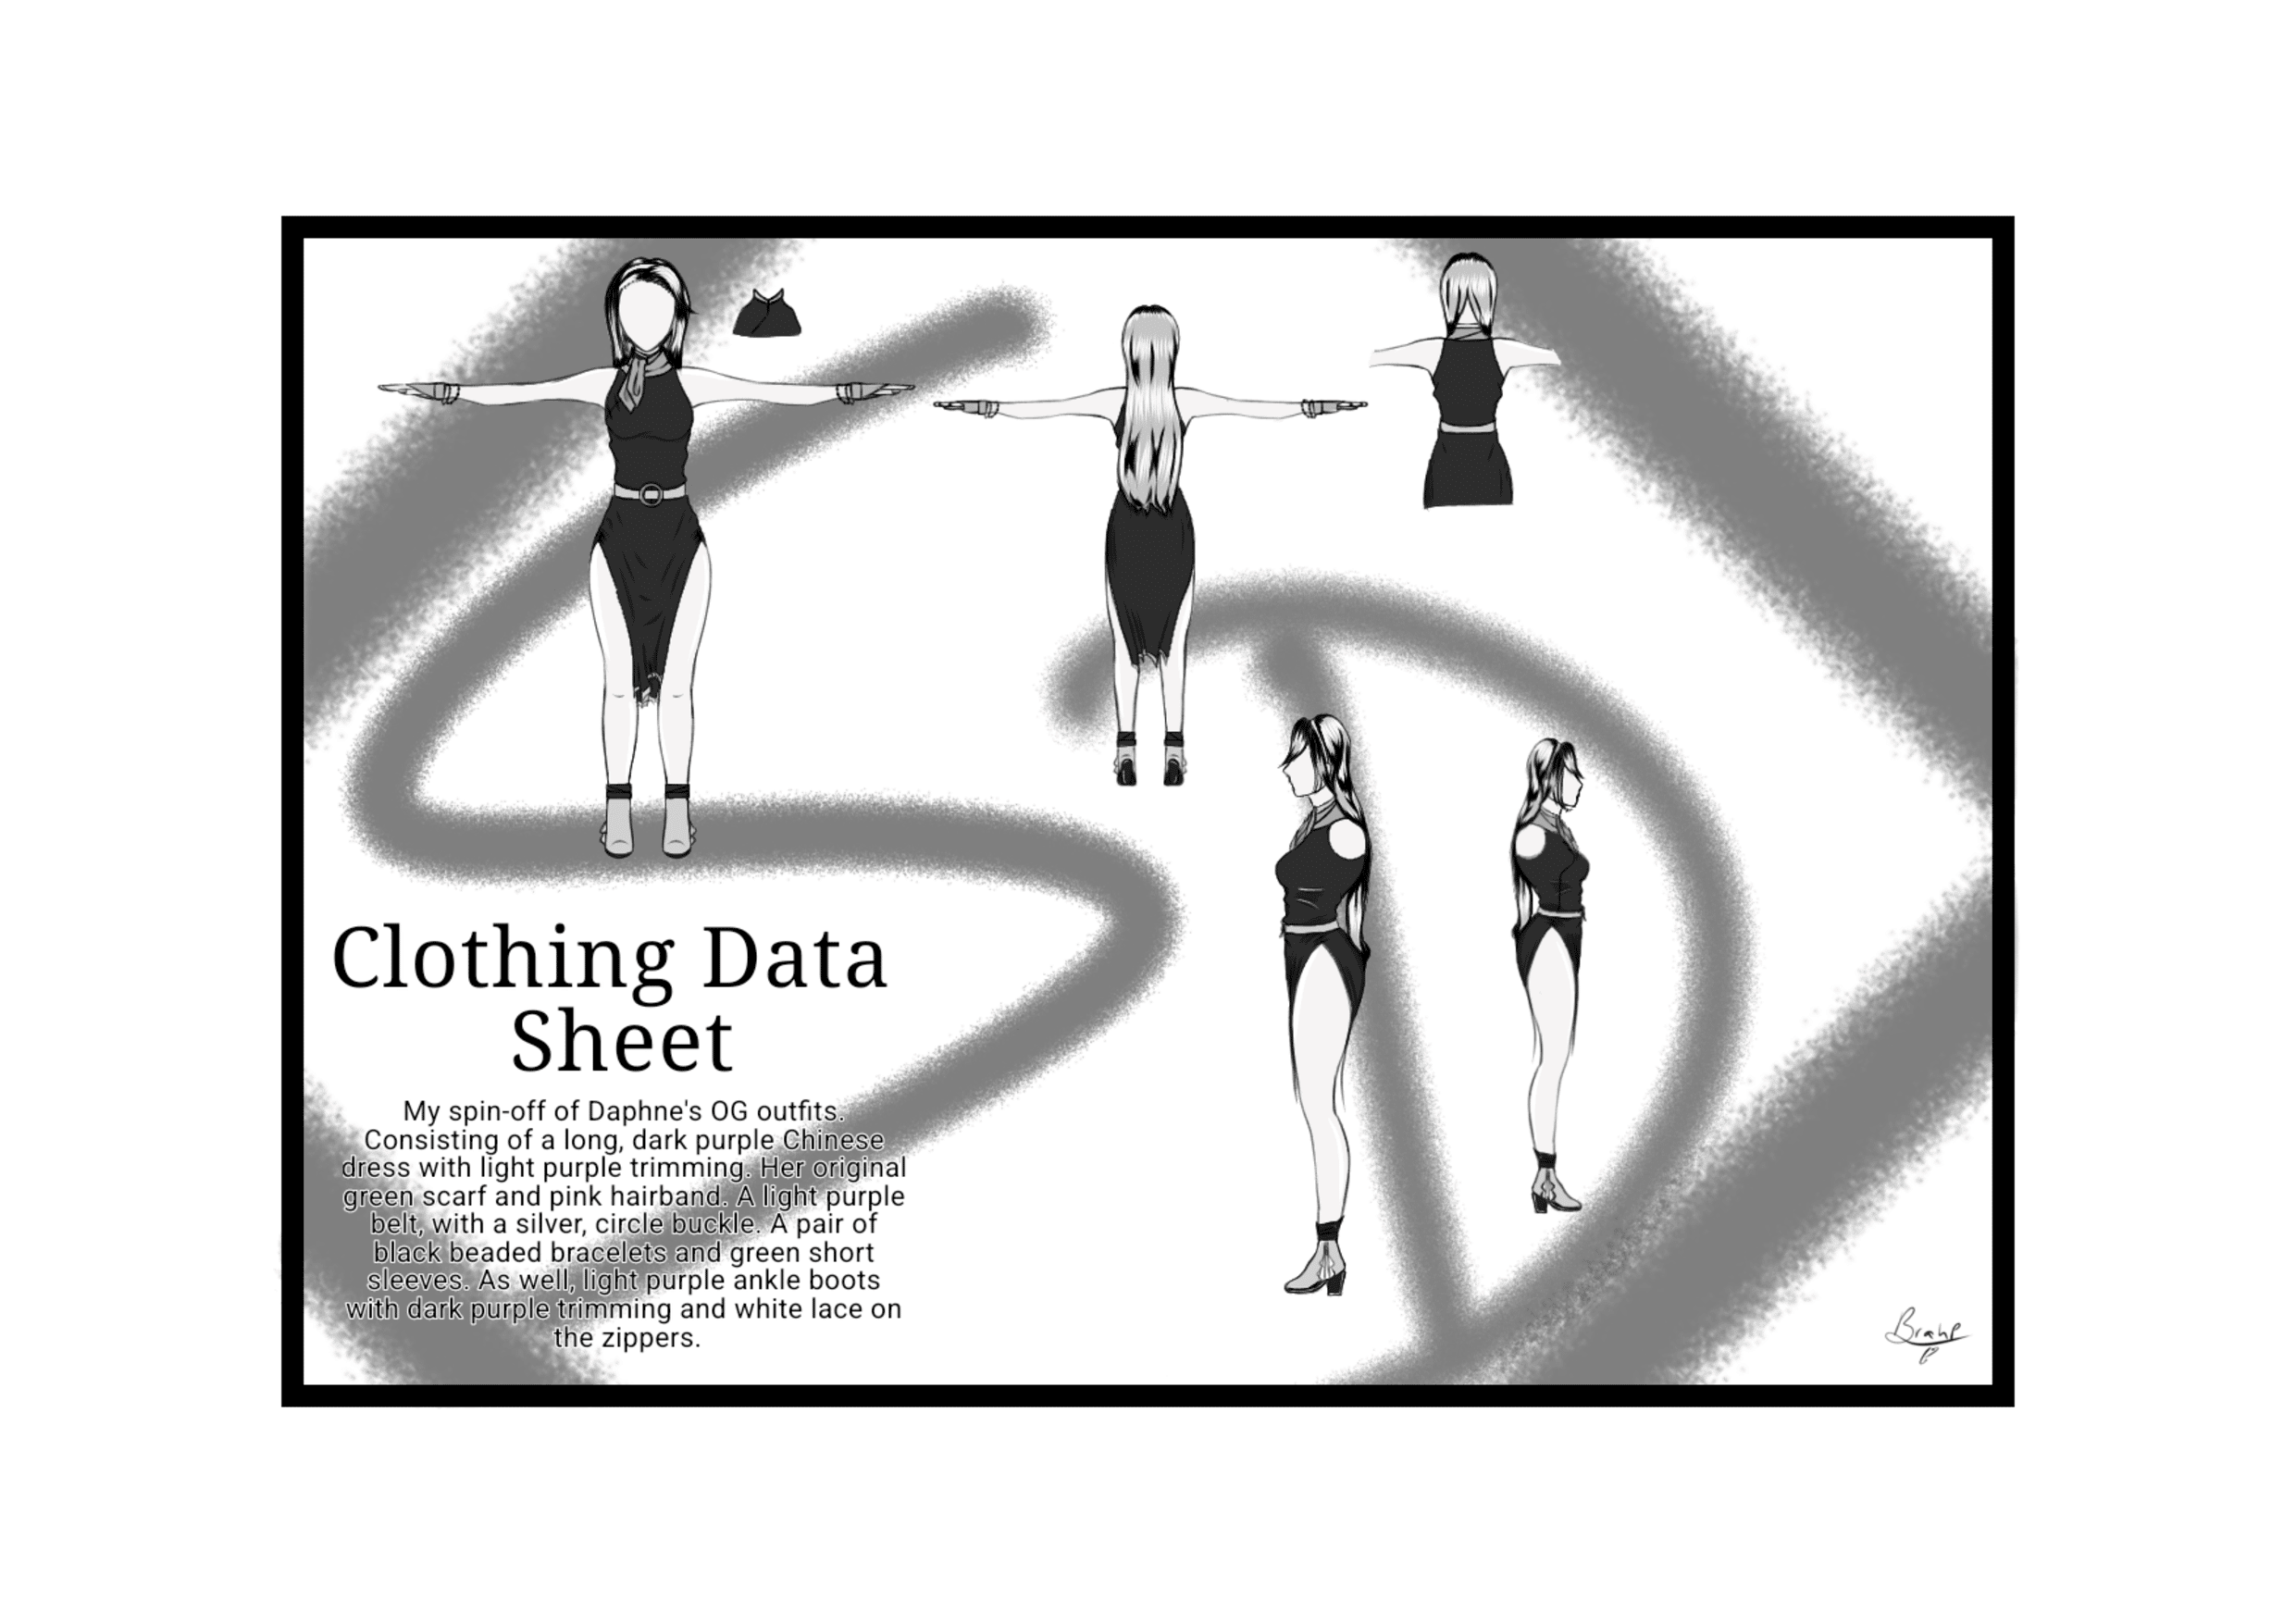 Clothing Data
Sheet
My spin-off of Daphne's OG outfits.
Consisting of a long, dark purple Chinese
dress with light purple trimming. Her original
green scarf and pink hairband. A light purple
belt, with a silver, circle buckle. A pair of
black beaded bracelets and green short
sleeves. As well, light purple ankle boots
with dark purple trimming and white lace on
the zippers.